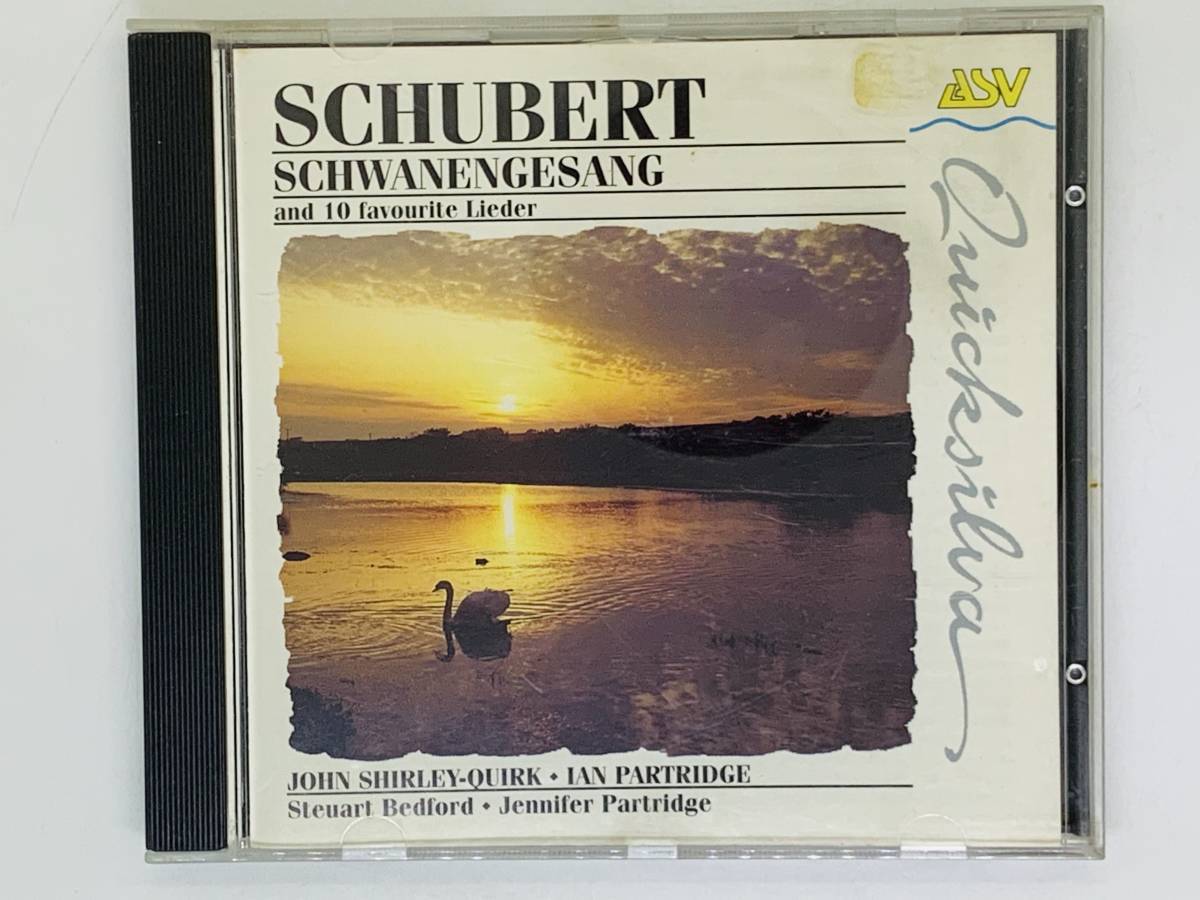 SCHUBERT
SCHWANENGESANG
and 10 favourite Lieder
ASV
Quicksilva
JOHN SHIRLEY-QUIRK • IAN PARTRIDGE
Steuart Bedford • Jennifer Partridge